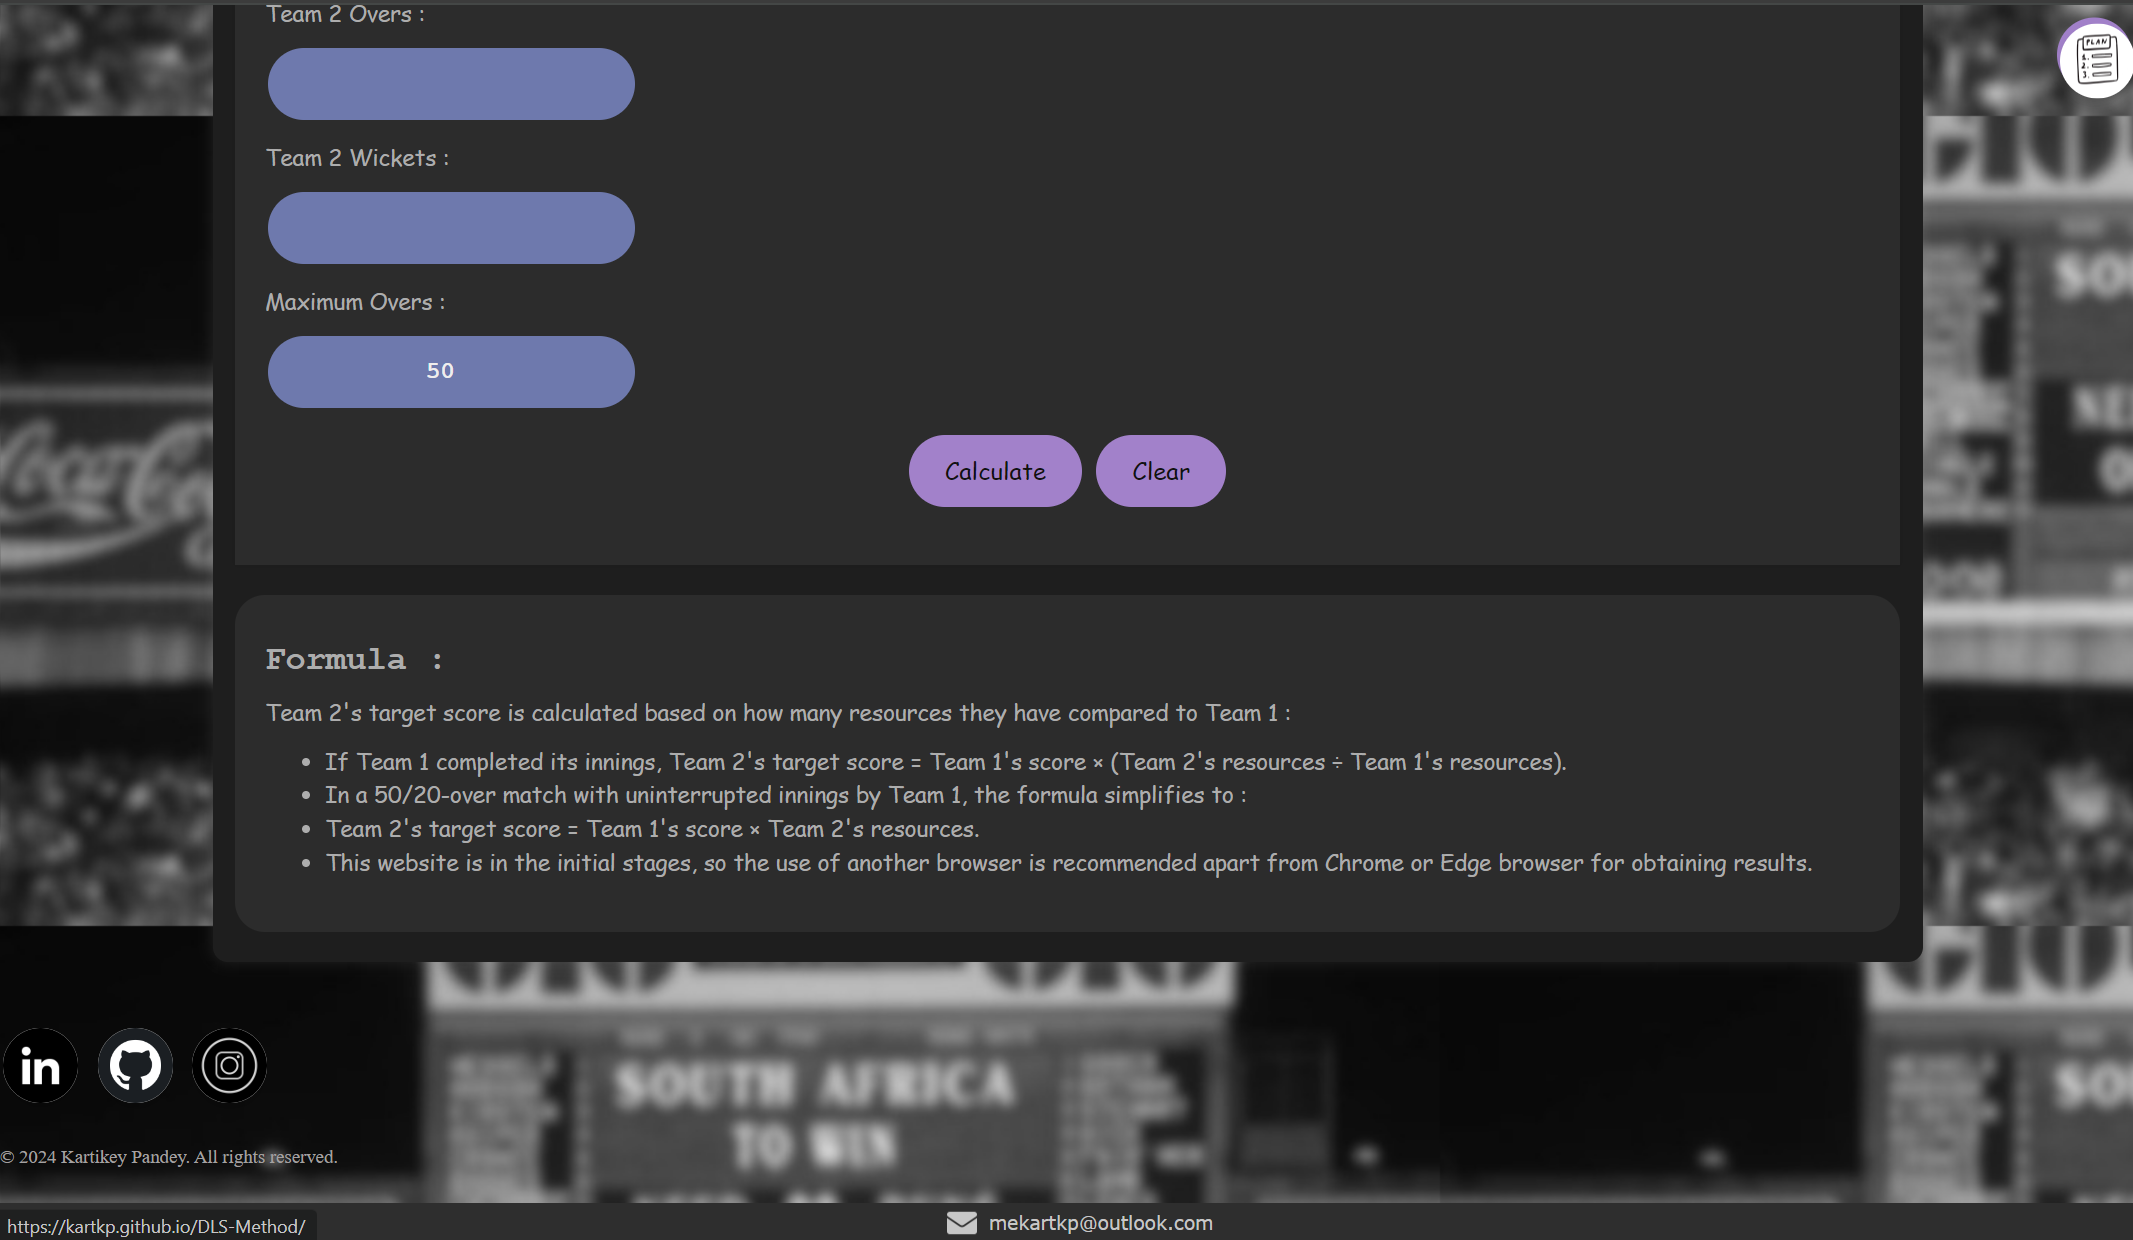 Team 2 Overs :
PLAN
1.
2.
3.
Team 2 Wickets :
Maximum Overs :
50
Calculate
Clear
Formula :
Team 2's target score is calculated based on how many resources they have compared to Team 1 :
• If Team 1 completed its innings, Team 2's target score = Team 1's score × (Team 2's resources ÷ Team 1's resources).
• In a 50/20-over match with uninterrupted innings by Team 1, the formula simplifies to :
• Team 2's target score = Team 1's score × Team 2's resources.
• This website is in the initial stages, so the use of another browser is recommended apart from Chrome or Edge browser for obtaining results.
in
SOUTH AFRICA
TO WIN
© 2024 Kartikey Pandey. All rights reserved.
https://kartkp.github.io/DLS-Method/
mekartkp@outlook.com